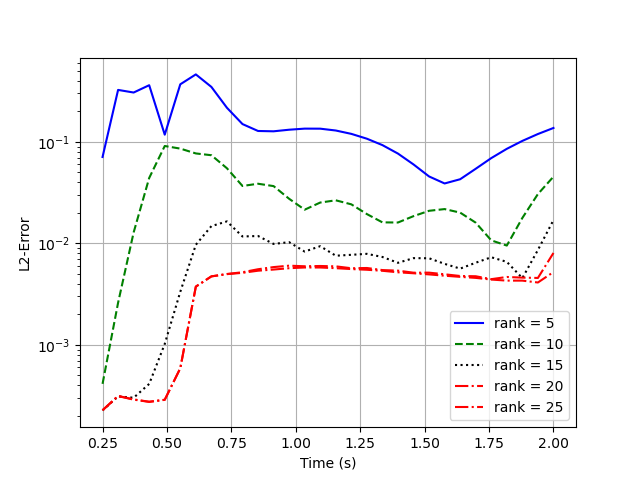 10⁻¹
10⁻²
10⁻³
L2-Error
0.25 0.50 0.75 1.00 1.25 1.50 1.75 2.00
Time (s)
rank = 5
rank = 10
rank = 15
rank = 20
rank = 25